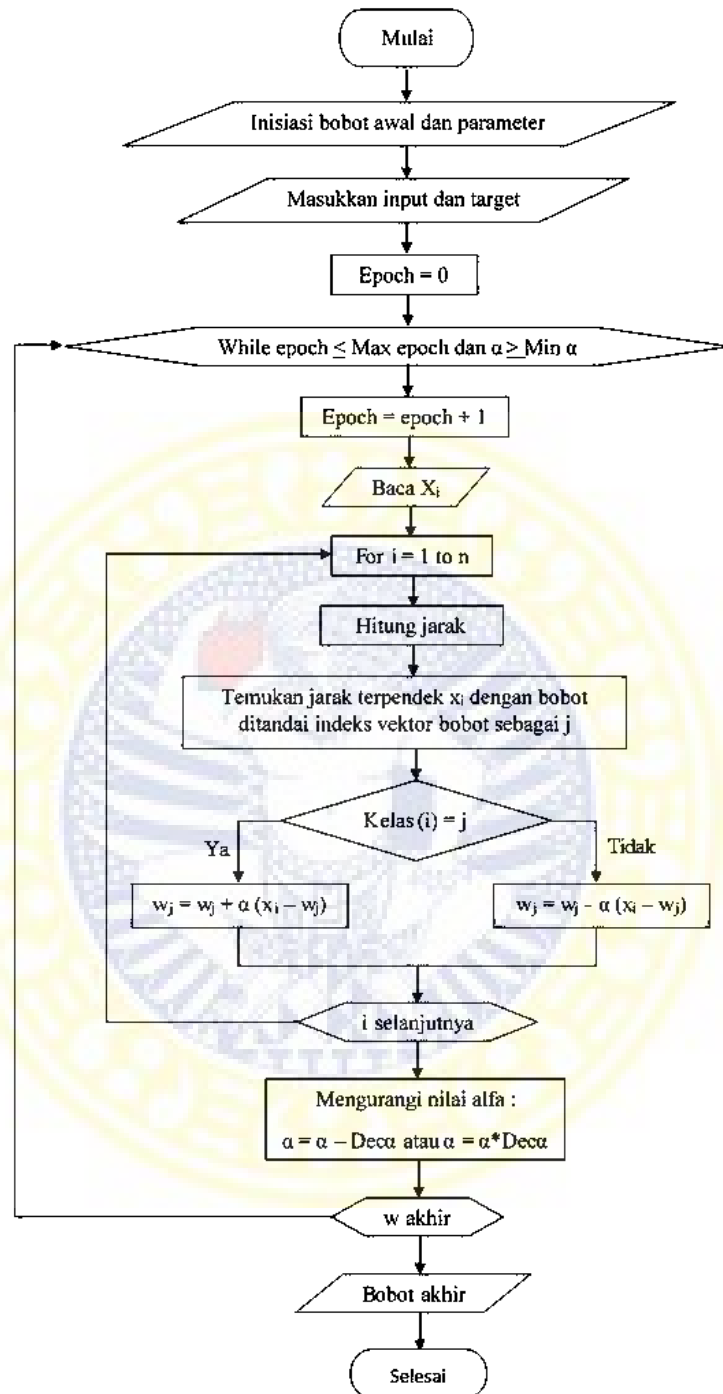 Mulai
Inisiasi bobot awal dan parameter
Masukkan input dan target
Epoch = 0
While epoch ≤ Max epoch dan α ≥ Min α
Epoch = epoch + 1
Baca Xᵢ
For i = 1 to n
Hitung jarak
Temukan jarak terpendek xᵢ dengan bobot
ditandai indeks vektor bobot sebagai j
Kelas (i) = j
Ya
Tidak
wⱼ = wⱼ + α (xᵢ – wⱼ)
wⱼ = wⱼ - α (xᵢ – wⱼ)
i selanjutnya
Mengurangi nilai alfa :
α = α – Decα atau α = α*Decα
w akhir
Bobot akhir
Selesai